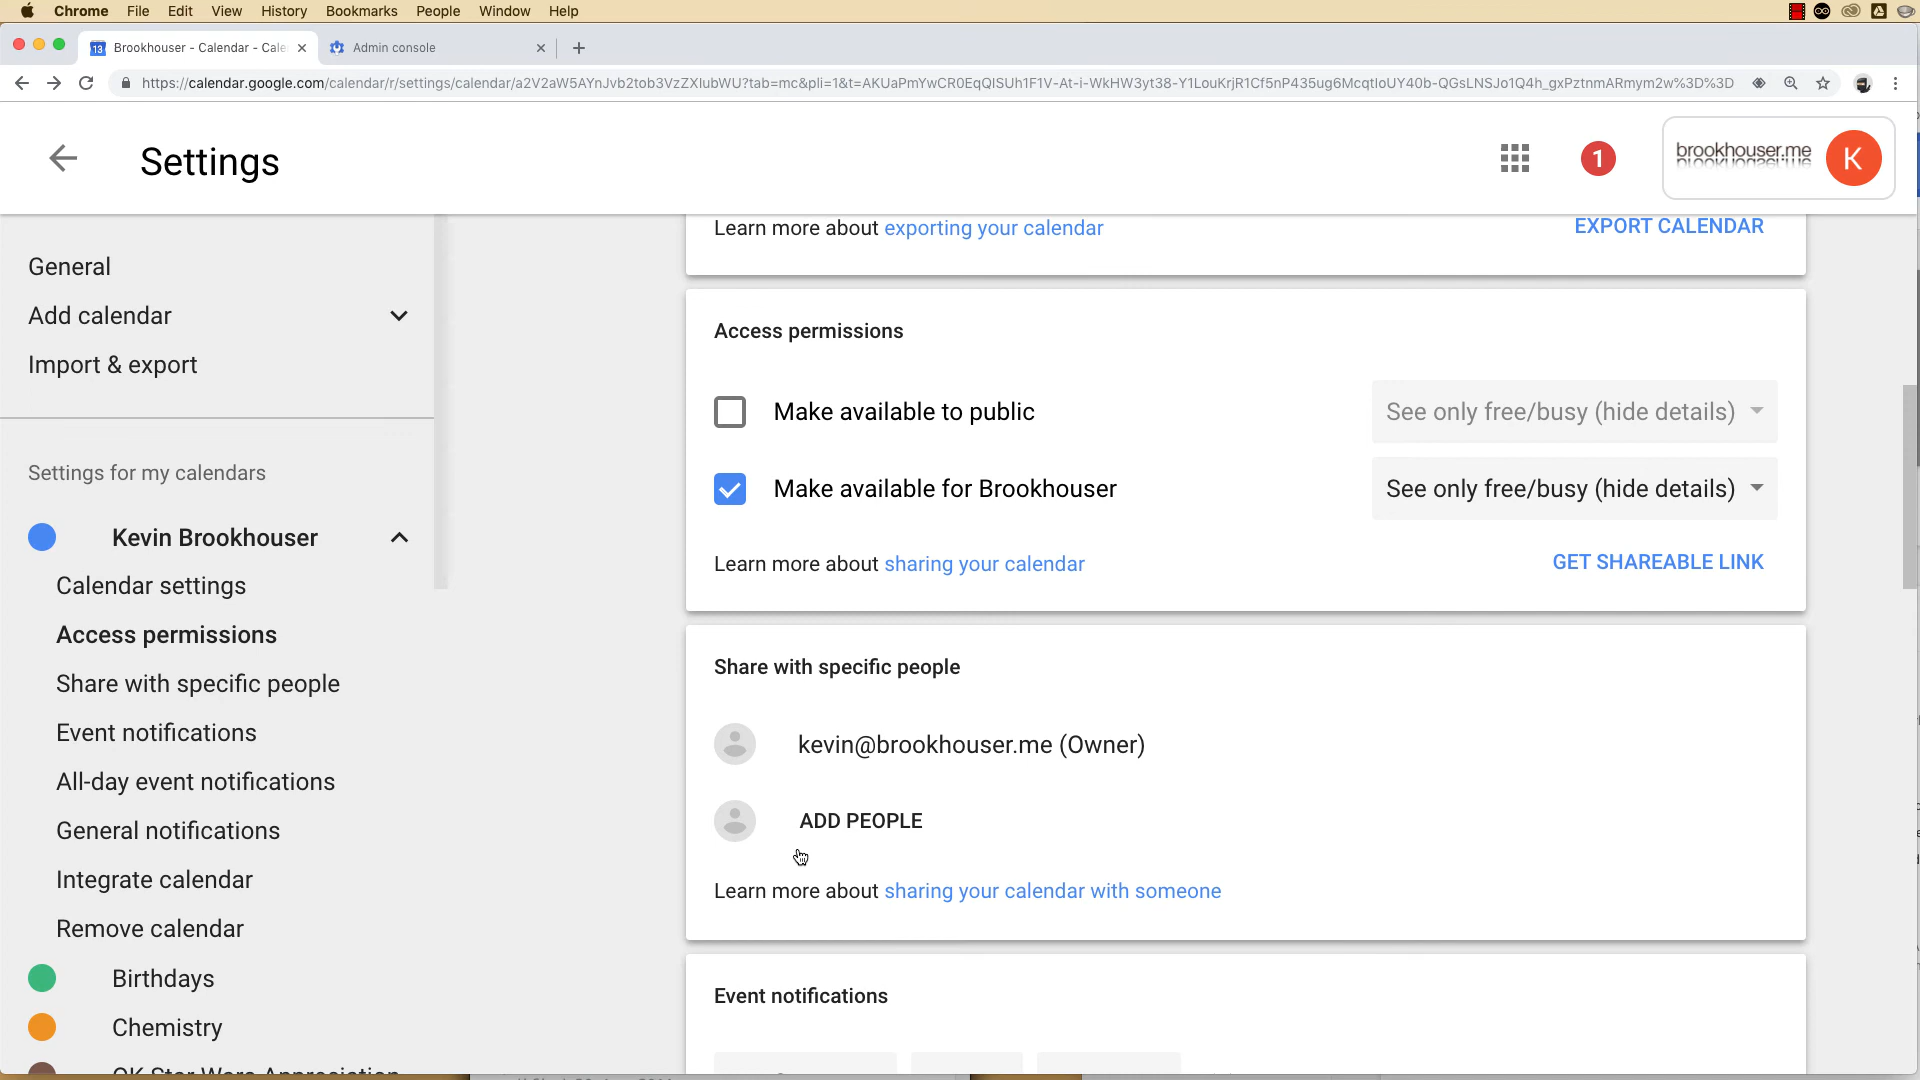 Chrome File Edit View History Bookmarks People Window Help
13 Brookhouser - Calendar - Cale
Admin console
https://calendar.google.com/calendar/r/settings/calendar/a2V2aW5AYnJvb2tob3VzZXIubWU?tab=mc&pli=1&t=AKUaPmYwCR0EqQISUh1F1V-At-i-WkHW3yt38-Y1LouKrjR1Cf5nP435ug6McqtIoUY40b-QGsLNSJo1Q4h_gxPztnmARmym2w%3D%3D
Settings
1
brookhouser.me
K
General
Add calendar
Import & export
Settings for my calendars
Kevin Brookhouser
Calendar settings
Access permissions
Share with specific people
Event notifications
All-day event notifications
General notifications
Integrate calendar
Remove calendar
Birthdays
Chemistry
OK Star Wars Appreciation
Learn more about exporting your calendar
EXPORT CALENDAR
Access permissions
Make available to public
See only free/busy (hide details)
Make available for Brookhouser
See only free/busy (hide details)
Learn more about sharing your calendar
GET SHAREABLE LINK
Share with specific people
kevin@brookhouser.me (Owner)
ADD PEOPLE
Learn more about sharing your calendar with someone
Event notifications